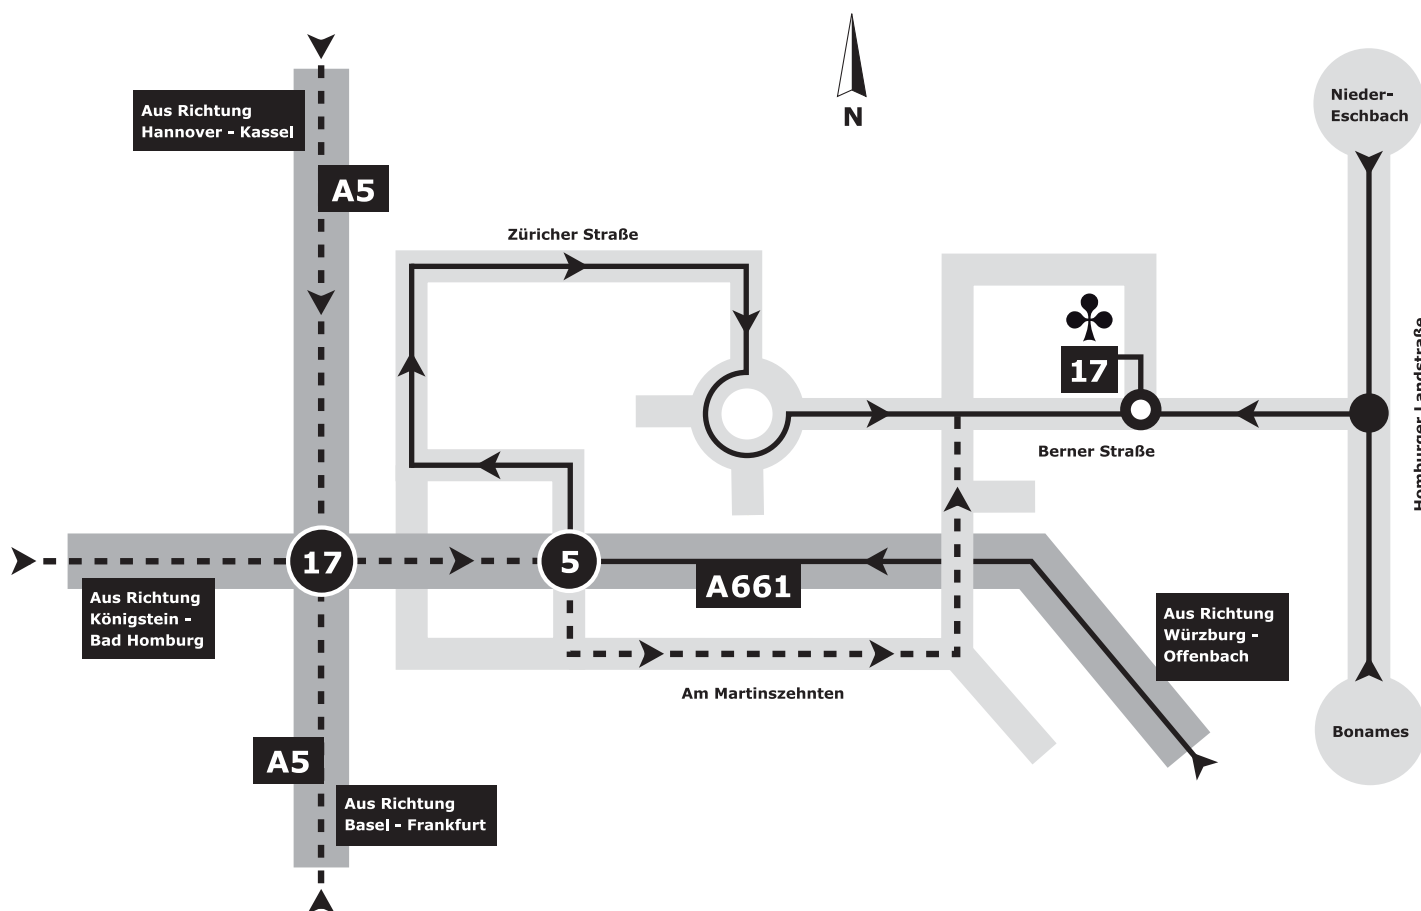 Aus Richtung
Hannover - Kassel
A5
N
Nieder-
Eschbach
Züricher Straße
17
Homburger Landstraße
Berner Straße
17
5
A661
Aus Richtung
Königstein -
Bad Homburg
Aus Richtung
Würzburg -
Offenbach
Am Martinszehnten
Bonames
A5
Aus Richtung
Basel - Frankfurt